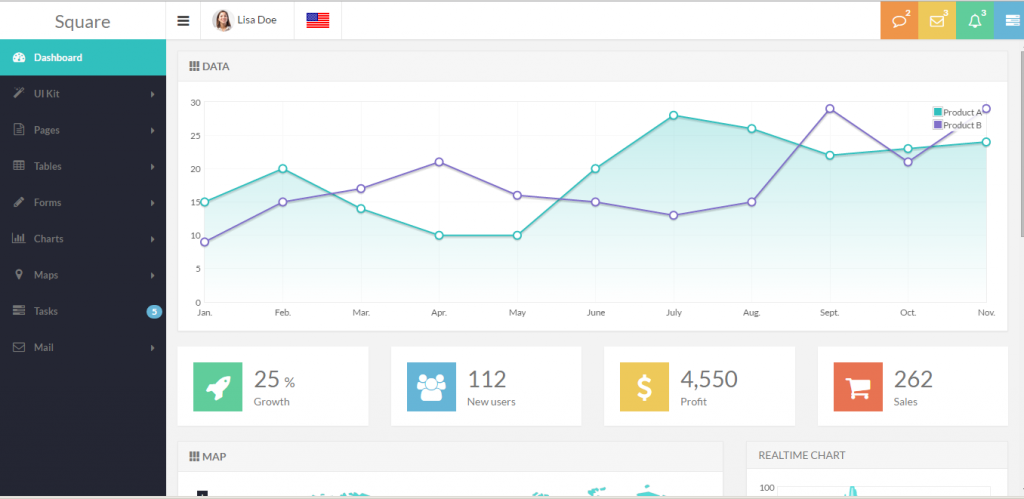 Square
Lisa Doe
2
3
3
Dashboard
UI Kit
Pages
Tables
Forms
Charts
Maps
Tasks
5
Mail
DATA
30
25
20
15
10
5
0
Product A
Product B
Jan. Feb. Mar. Apr. May June July Aug. Sept. Oct. Nov.
25 %
Growth
112
New users
4,550
Profit
262
Sales
MAP
REALTIME CHART
100